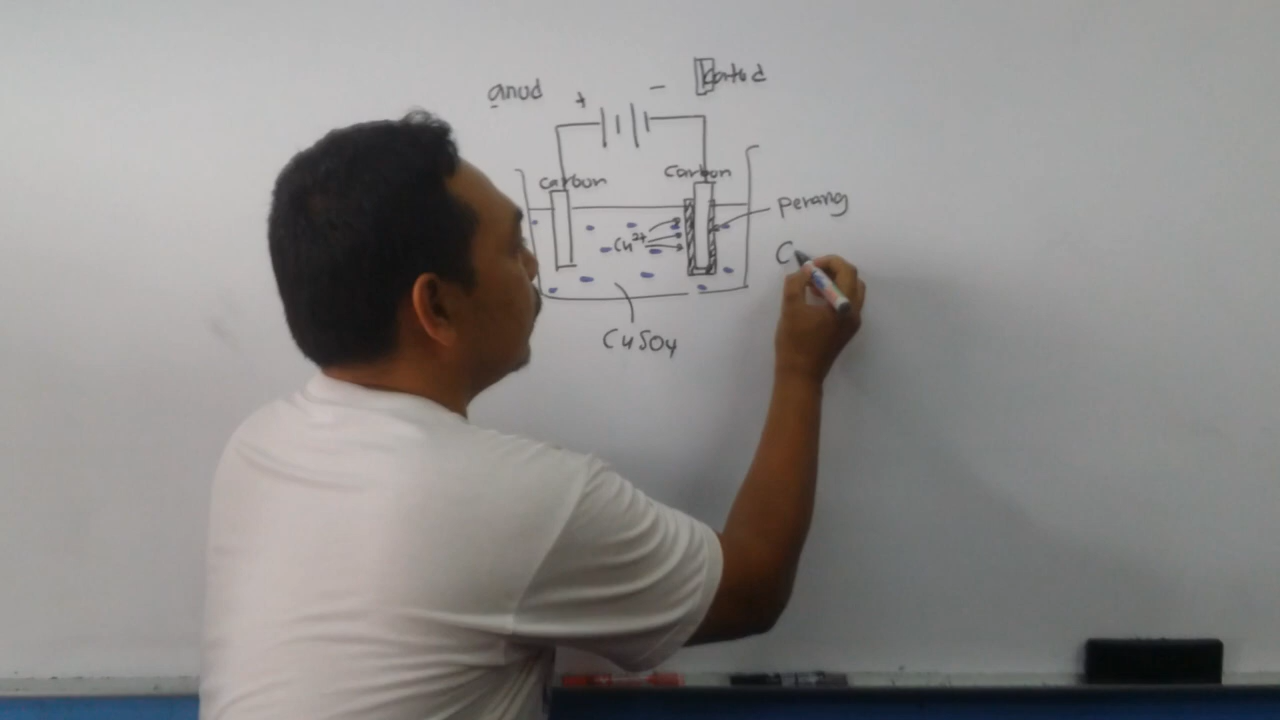 anod + - katod
carbon carbon
perang
Cu²⁺
C
CuSO4